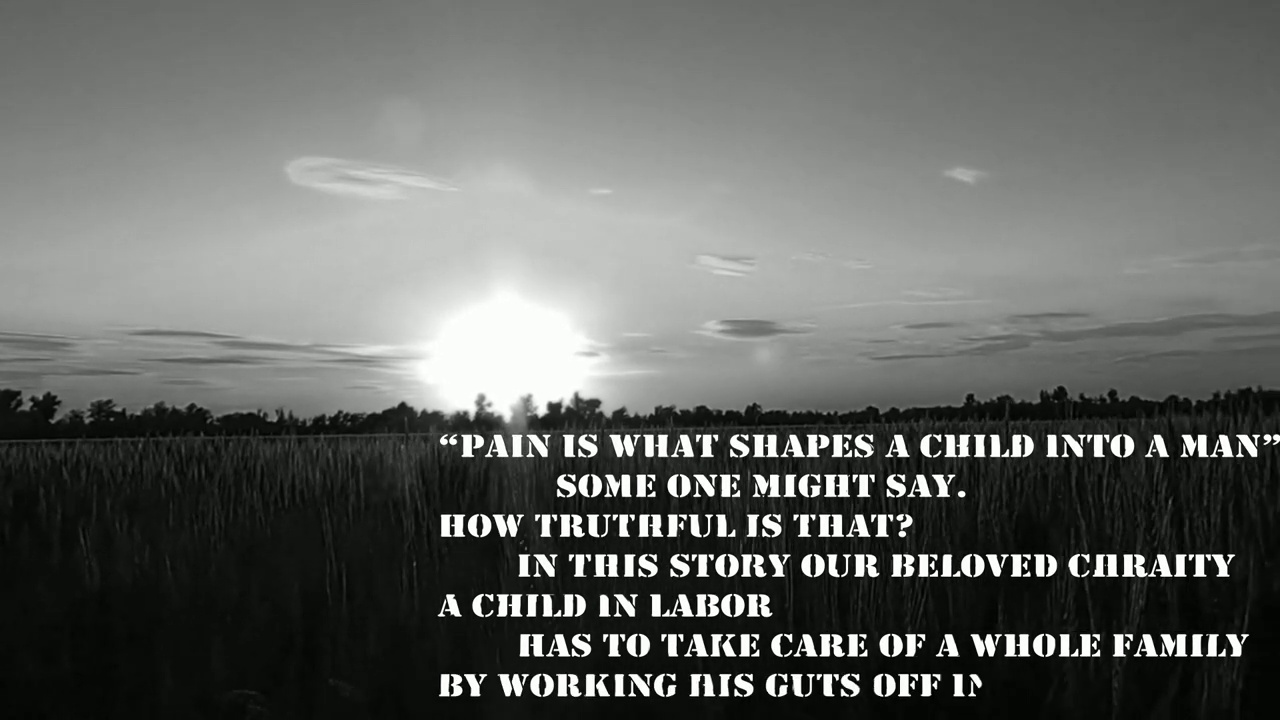 “PAIN IS WHAT SHAPES A CHILD INTO A MAN”
SOME ONE MIGHT SAY.
HOW TRUTHFUL IS THAT?
IN THIS STORY OUR BELOVED CHRAITY
A CHILD IN LABOR
HAS TO TAKE CARE OF A WHOLE FAMILY
BY WORKING HIS GUTS OFF IN